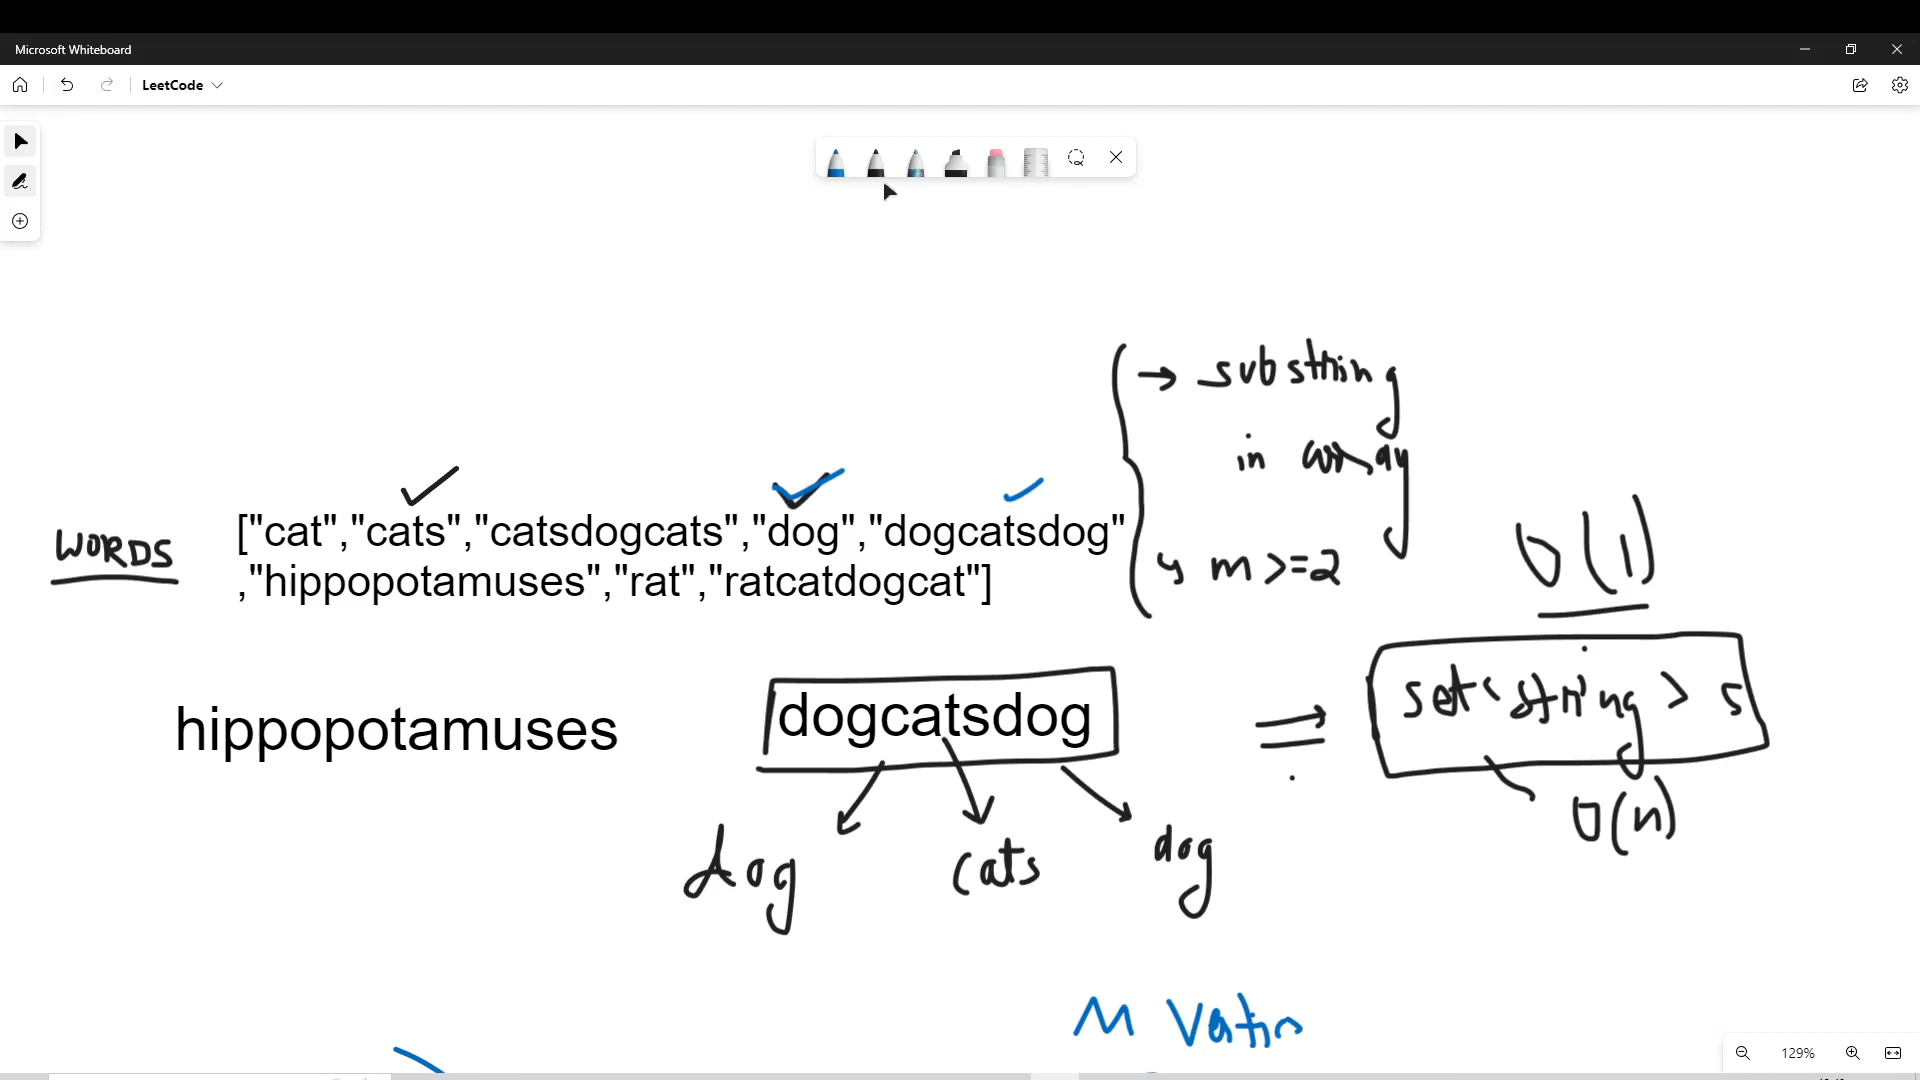 Microsoft Whiteboard
LeetCode
→ substring
in array
WORDS
["cat","cats","catsdogcats","dog","dogcatsdog"
,"hippopotamuses","rat","ratcatdogcat"]
m >=2
O(1)
hippopotamuses
dogcatsdog
set<string> s
O(n)
dog
cats
dog
M
129%